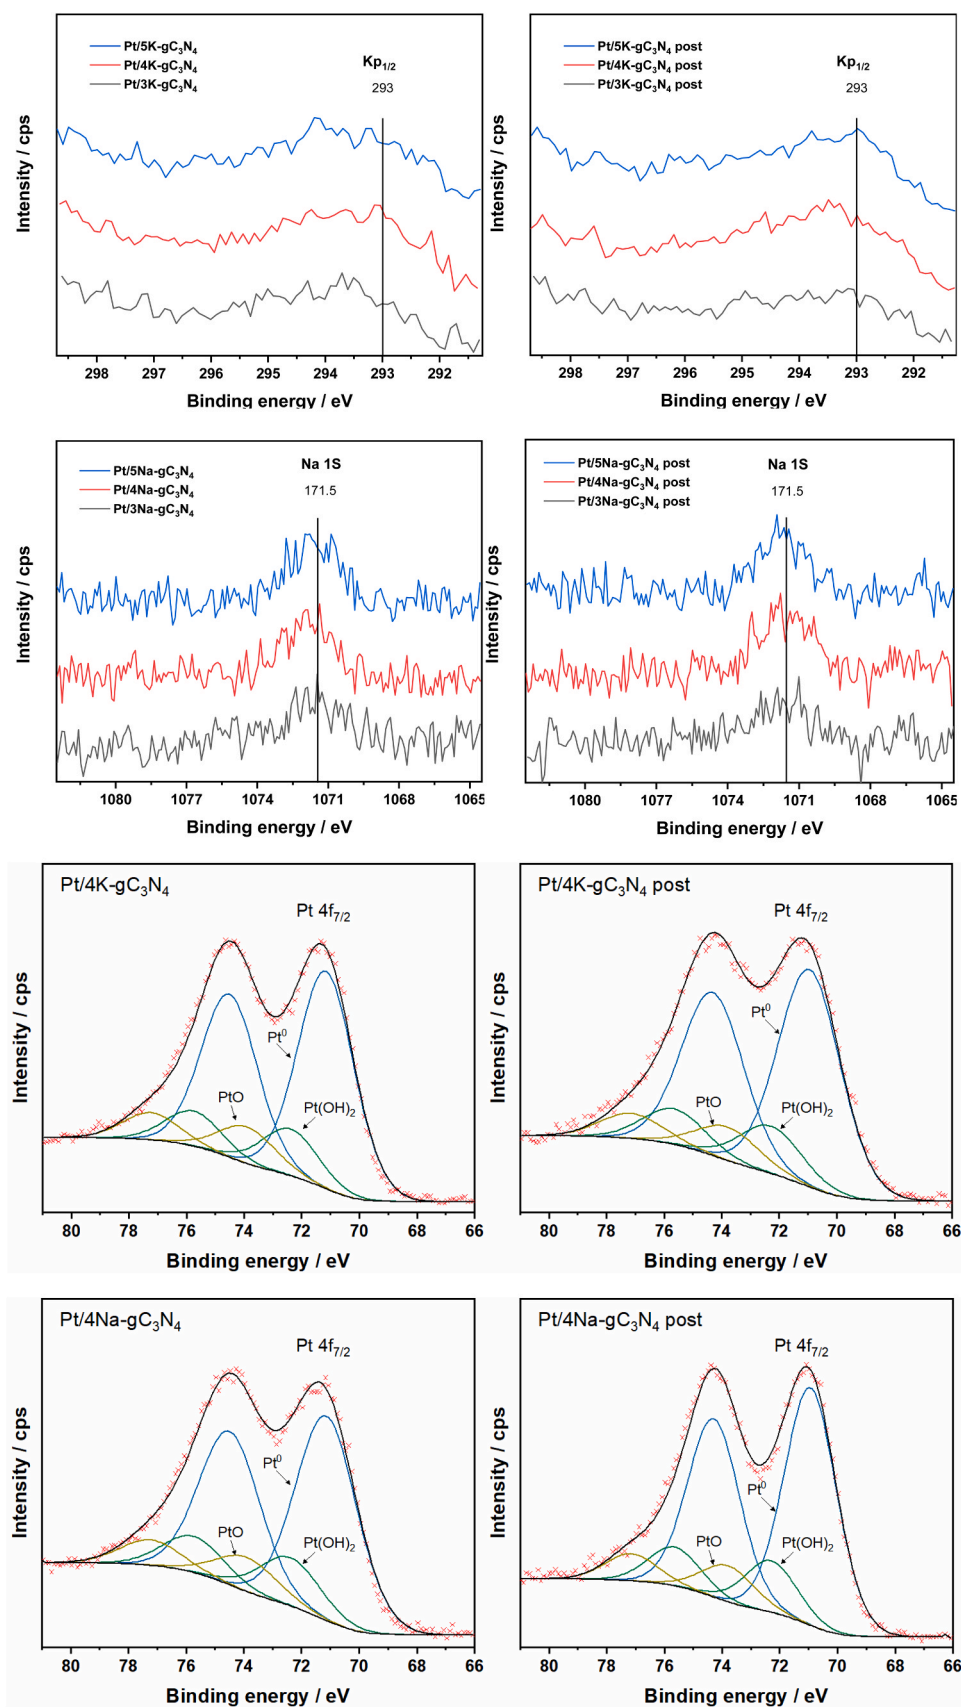 Pt/5K-gC₃N₄
Pt/4K-gC₃N₄
Pt/3K-gC₃N₄
Kp₁/₂
293
Intensity / cps
298 297 296 295 294 293 292
Binding energy / eV
Pt/5K-gC₃N₄ post
Pt/4K-gC₃N₄ post
Pt/3K-gC₃N₄ post
Kp₁/₂
293
Intensity / cps
298 297 296 295 294 293 292
Binding energy / eV
Pt/5Na-gC₃N₄
Pt/4Na-gC₃N₄
Pt/3Na-gC₃N₄
Na 1S
171.5
Intensity / cps
1080 1077 1074 1071 1068 1065
Binding energy / eV
Pt/5Na-gC₃N₄ post
Pt/4Na-gC₃N₄ post
Pt/3Na-gC₃N₄ post
Na 1S
171.5
Intensity / cps
1080 1077 1074 1071 1068 1065
Binding energy / eV
Pt/4K-gC₃N₄
Pt 4f₇/₂
Pt⁰
PtO
Pt(OH)₂
Intensity / cps
80 78 76 74 72 70 68 66
Binding energy / eV
Pt/4K-gC₃N₄ post
Pt 4f₇/₂
Pt⁰
PtO
Pt(OH)₂
Intensity / cps
80 78 76 74 72 70 68 66
Binding energy / eV
Pt/4Na-gC₃N₄
Pt 4f₇/₂
Pt⁰
PtO
Pt(OH)₂
Intensity / cps
80 78 76 74 72 70 68 66
Binding energy / eV
Pt/4Na-gC₃N₄ post
Pt 4f₇/₂
Pt⁰
PtO
Pt(OH)₂
Intensity / cps
80 78 76 74 72 70 68 66
Binding energy / eV